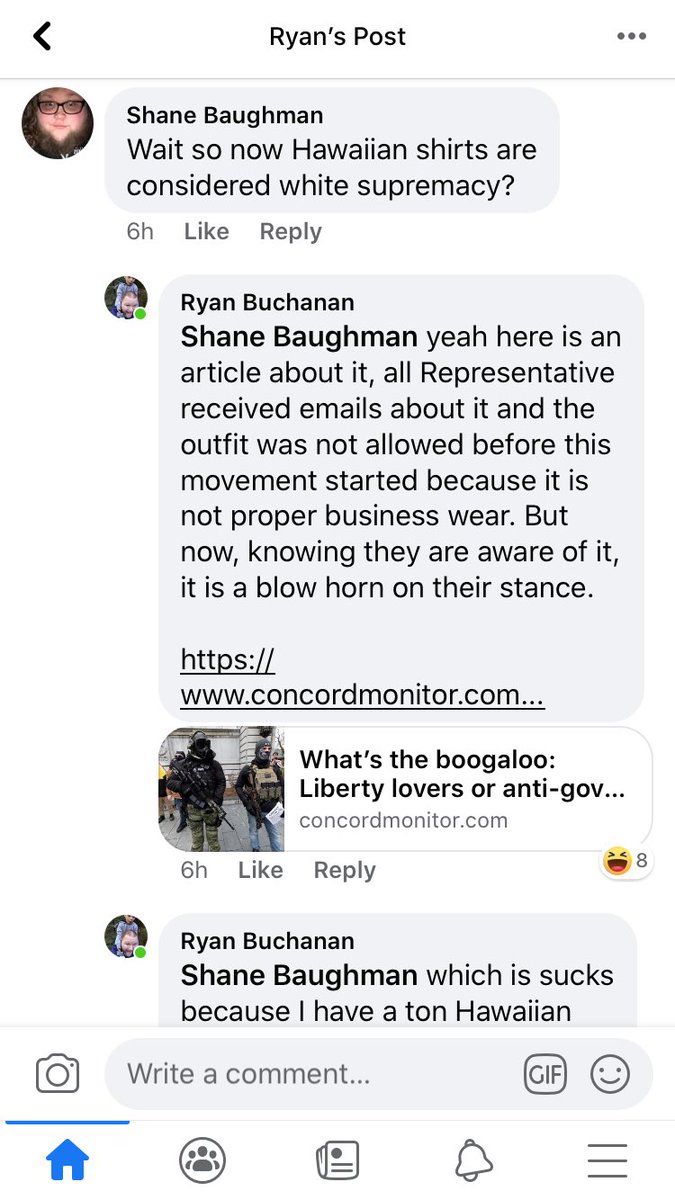 Ryan's Post
Shane Baughman
Wait so now Hawaiian shirts are
considered white supremacy?
6h Like Reply
Ryan Buchanan
Shane Baughman yeah here is an
article about it, all Representative
received emails about it and the
outfit was not allowed before this
movement started because it is
not proper business wear. But
now, knowing they are aware of it,
it is a blow horn on their stance.
https://
www.concordmonitor.com...
What's the boogaloo:
Liberty lovers or anti-gov...
concordmonitor.com
6h Like Reply
8
Ryan Buchanan
Shane Baughman which is sucks
because I have a ton Hawaiian
Write a comment...
GIF